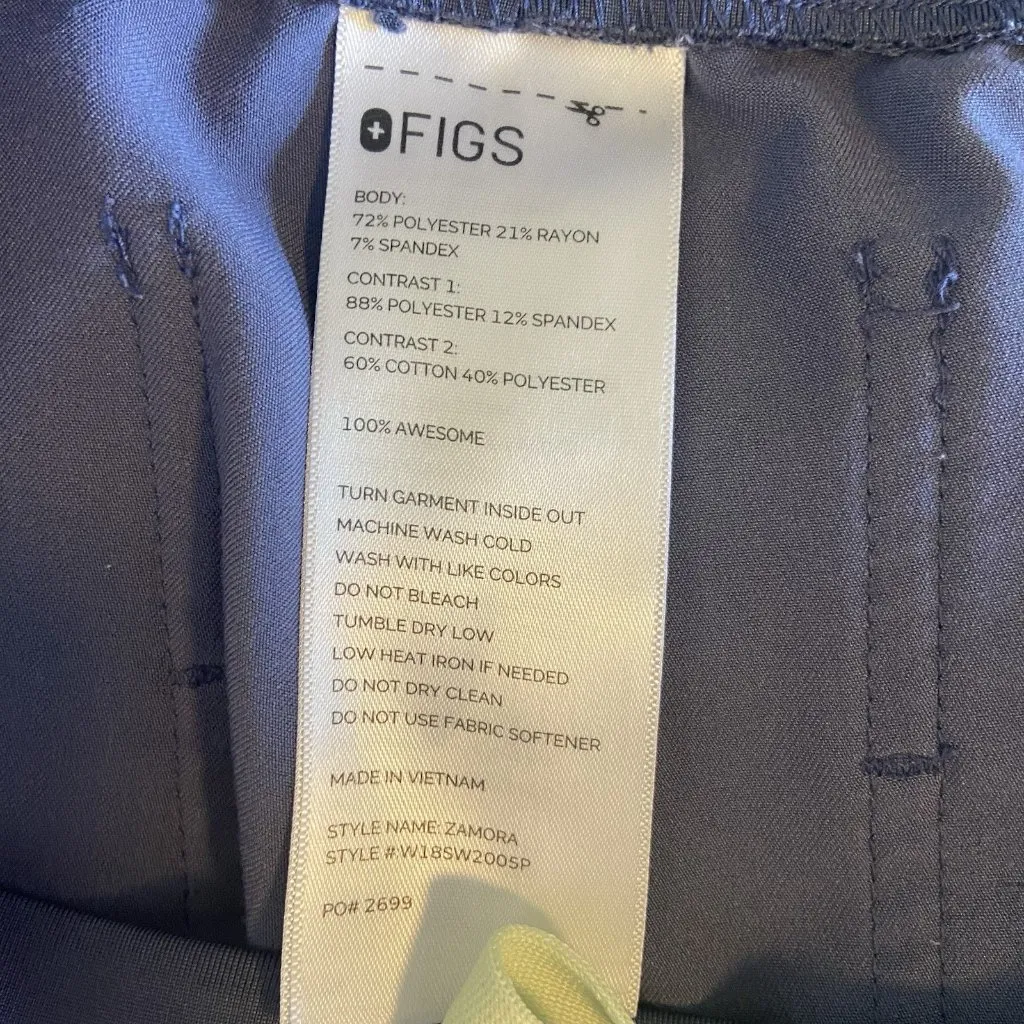 FIGS
BODY:
72% POLYESTER 21% RAYON
7% SPANDEX
CONTRAST 1:
88% POLYESTER 12% SPANDEX
CONTRAST 2:
60% COTTON 40% POLYESTER
100% AWESOME
TURN GARMENT INSIDE OUT
MACHINE WASH COLD
WASH WITH LIKE COLORS
DO NOT BLEACH
TUMBLE DRY LOW
LOW HEAT IRON IF NEEDED
DO NOT DRY CLEAN
DO NOT USE FABRIC SOFTENER
MADE IN VIETNAM
STYLE NAME: ZAMORA
STYLE #W18SW2005P
PO# 2699